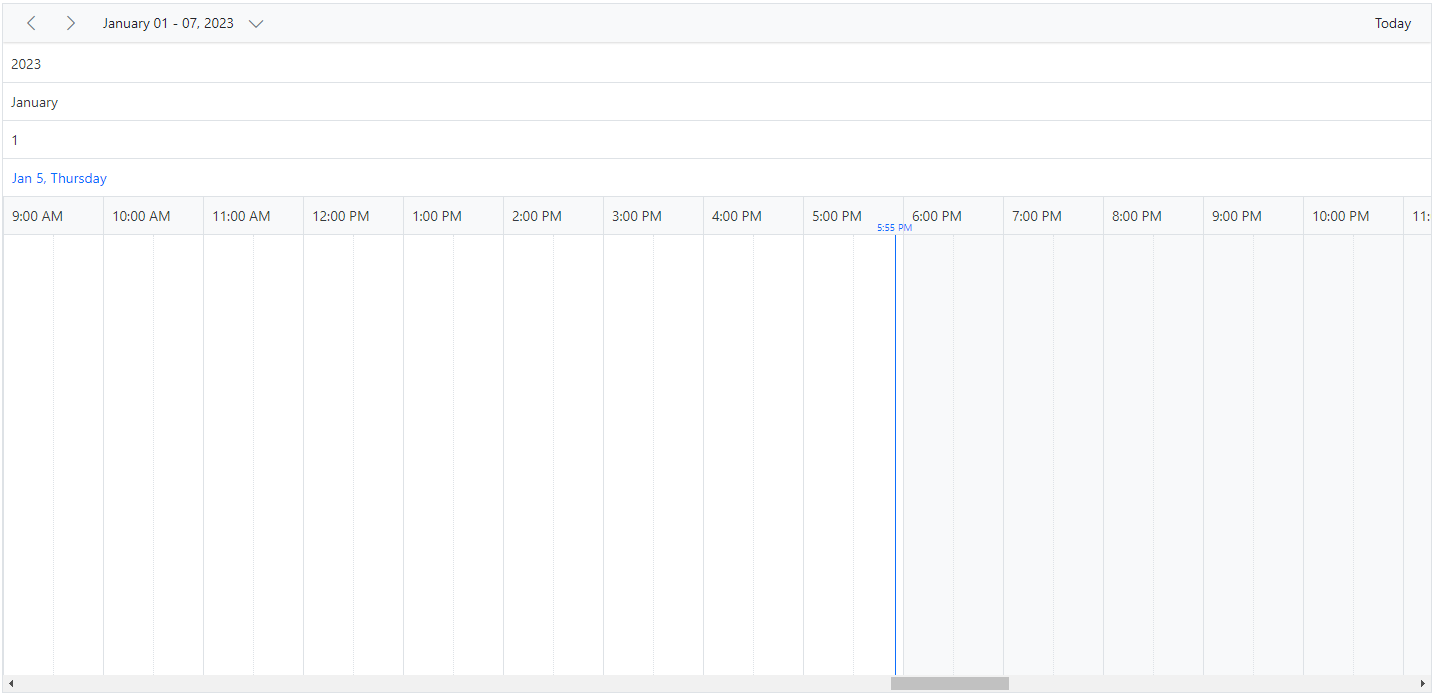 January 01 - 07, 2023 Today
2023
January
1
Jan 5, Thursday
9:00 AM 10:00 AM 11:00 AM 12:00 PM 1:00 PM 2:00 PM 3:00 PM 4:00 PM 5:00 PM 6:00 PM 7:00 PM 8:00 PM 9:00 PM 10:00 PM 11:
5:55 PM